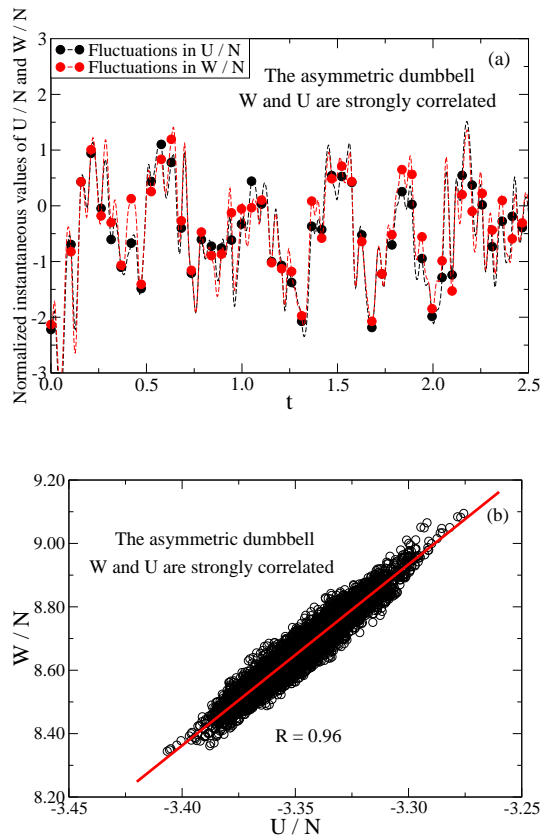 3
Fluctuations in U / N
(a)
Fluctuations in W / N
The asymmetric dumbbell
W and U are strongly correlated
2
1
0
-1
-2
-3
Normalized instantaneous values of U / N and W / N
0.0 0.5 1.0 1.5 2.0 2.5
t
9.20
(b)
The asymmetric dumbbell
W and U are strongly correlated
9.00
8.80
W / N
8.60
R = 0.96
8.40
8.20
-3.45 -3.40 -3.35 -3.30 -3.25
U / N